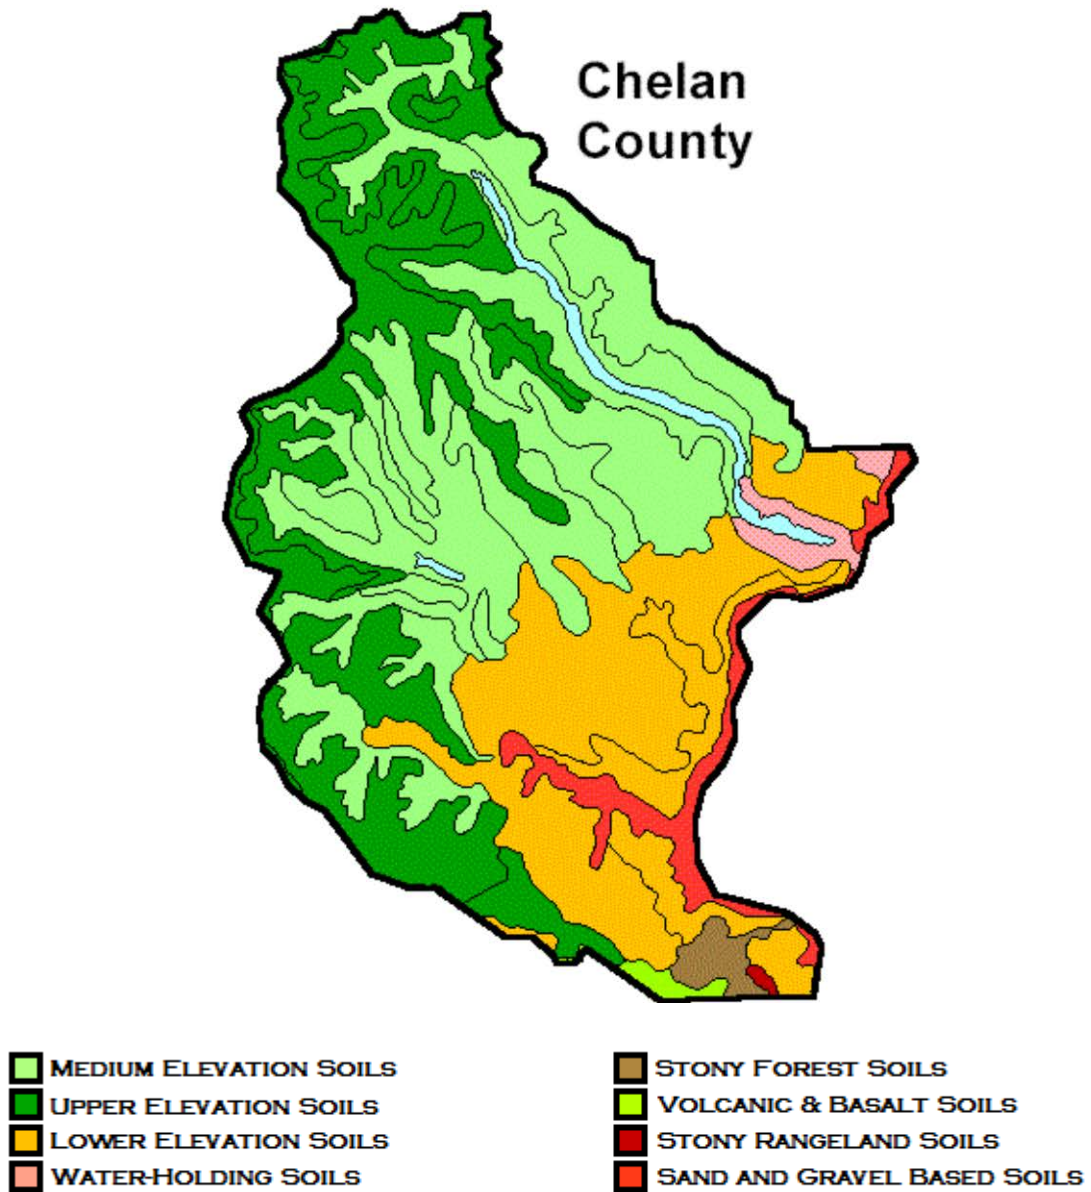 Chelan
County
Medium Elevation Soils
Upper Elevation Soils
Lower Elevation Soils
Water-Holding Soils
Stony Forest Soils
Volcanic & Basalt Soils
Stony Rangeland Soils
Sand and Gravel Based Soils